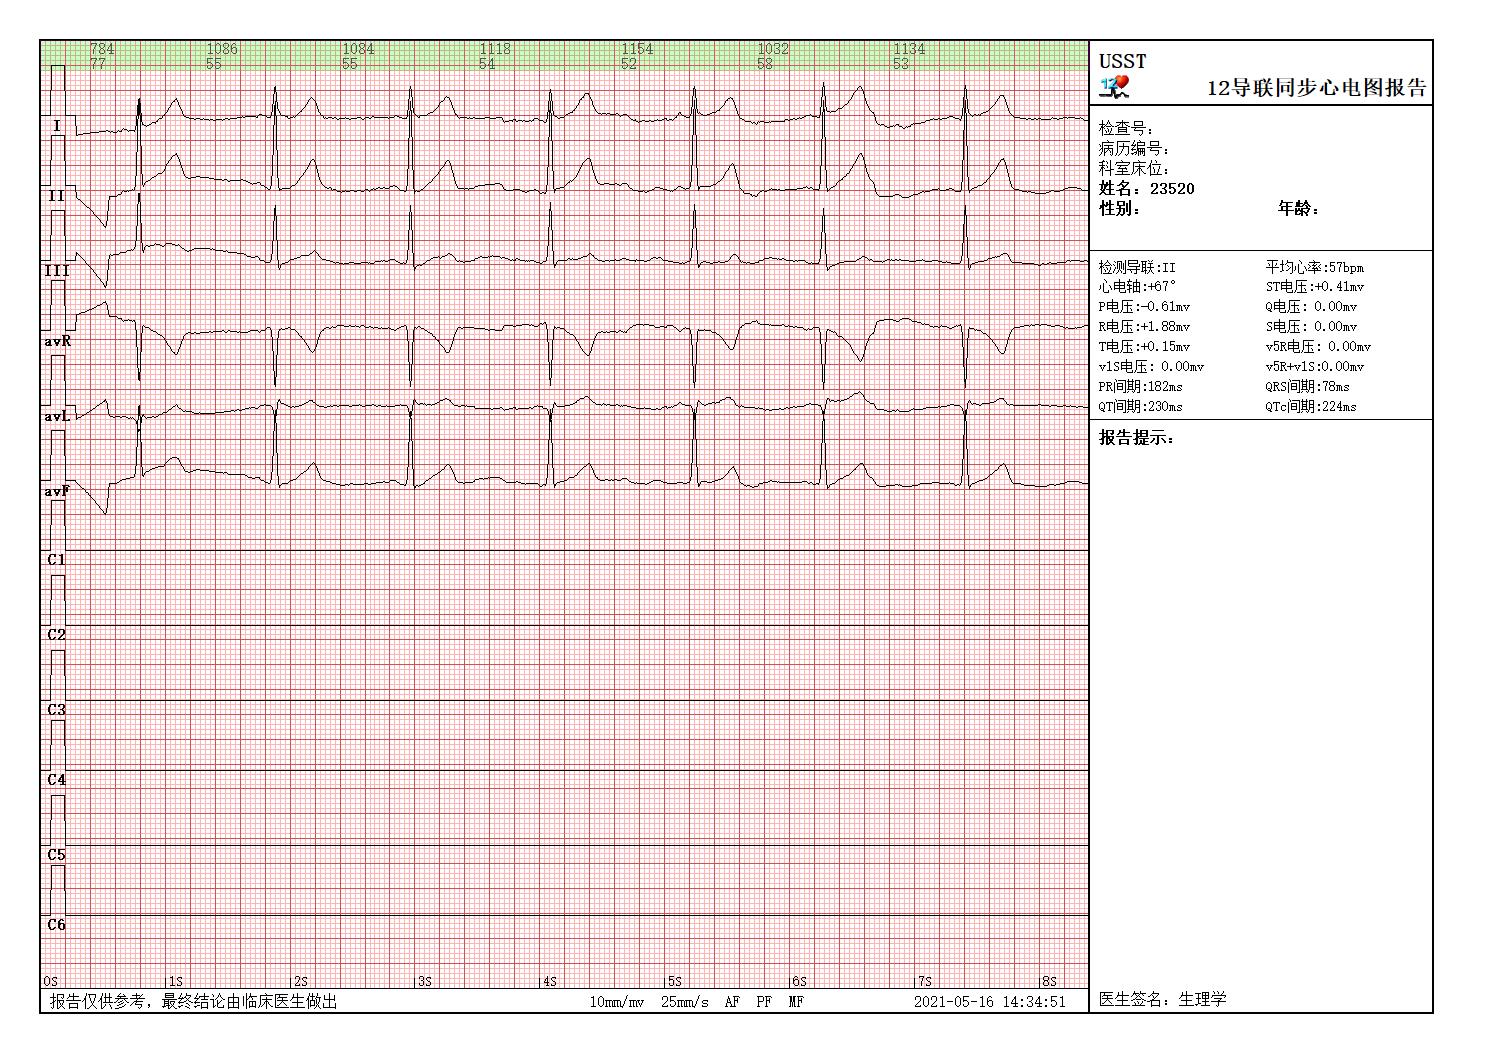 784 1086 1084 1118 1154 1032 1134
77 55 55 54 52 58 53
I
II
III
avR
avL
avF
C1
C2
C3
C4
C5
C6
0S 1S 2S 3S 4S 5S 6S 7S 8S
报告仅供参考，最终结论由临床医生做出 10mm/mv 25mm/s AF PF MF 2021-05-16 14:34:51
USST
12
12导联同步心电图报告
检查号：
病历编号：
科室床位：
姓名：23520
性别： 年龄：
检测导联:II 平均心率:57bpm
心电轴:+67° ST电压:+0.41mv
P电压:-0.61mv Q电压: 0.00mv
R电压:+1.88mv S电压: 0.00mv
T电压:+0.15mv v5R电压: 0.00mv
v1S电压: 0.00mv v5R+v1S:0.00mv
PR间期:182ms QRS间期:78ms
QT间期:230ms QTc间期:224ms
报告提示：
医生签名：生理学